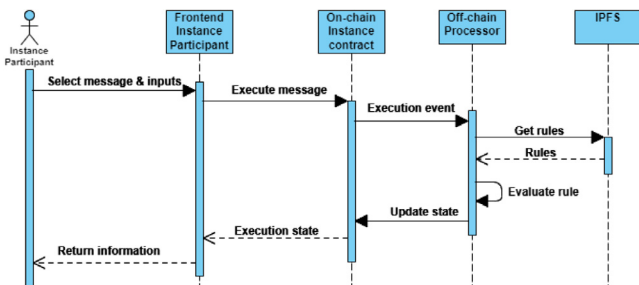 Instance
Participant
Frontend
Instance
Participant
On-chain
Instance
contract
Off-chain
Processor
IPFS
Select message & inputs
Execute message
Execution event
Get rules
Rules
Evaluate rule
Update state
Execution state
Return information